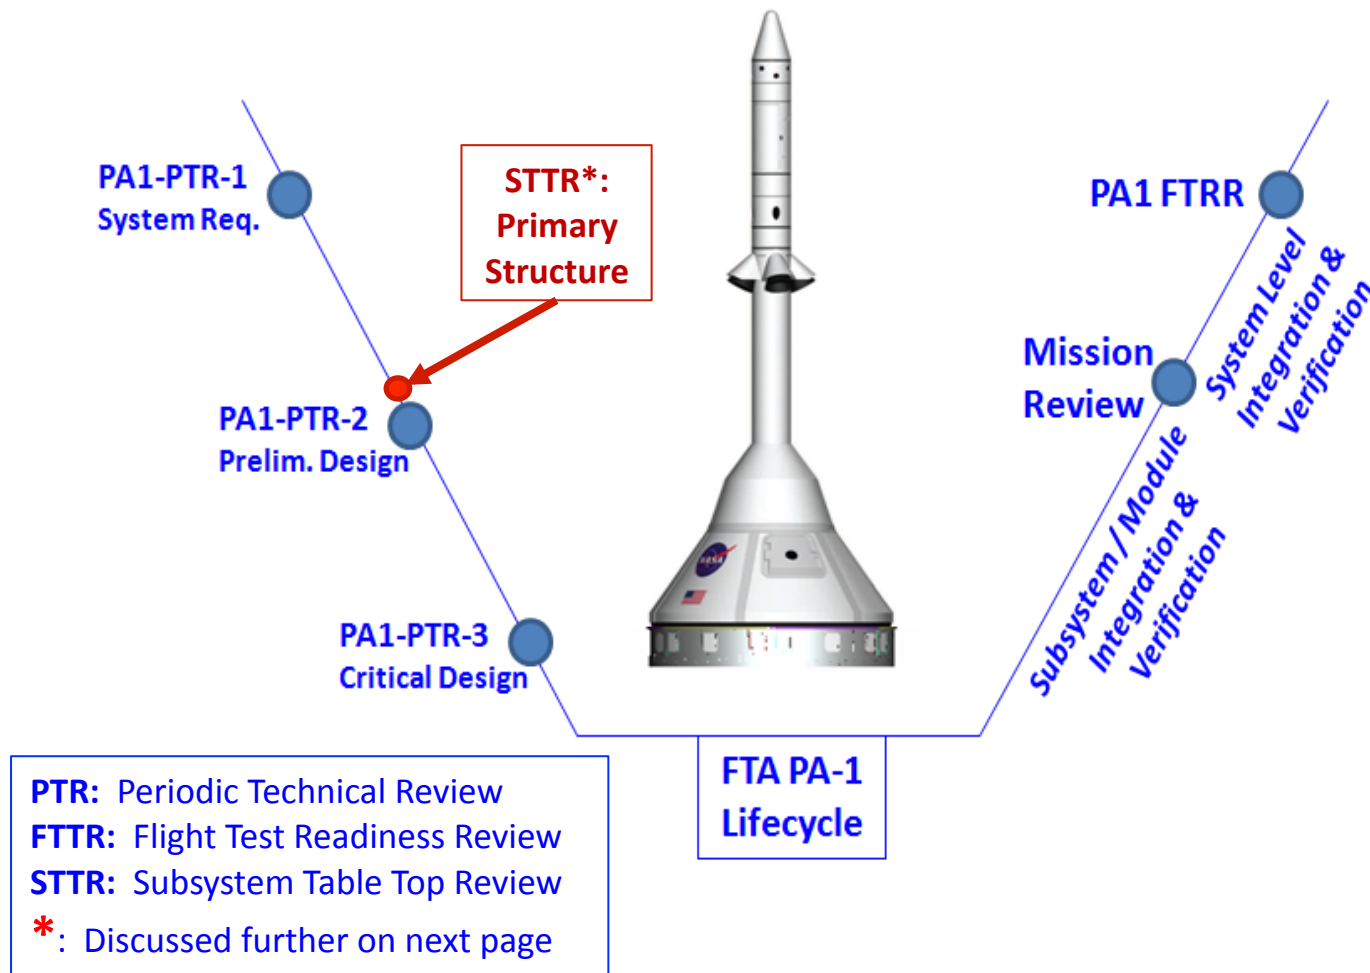 PA1-PTR-1
System Req.
STTR*:
Primary
Structure
PA1-PTR-2
Prelim. Design
PA1-PTR-3
Critical Design
NASA
PA1 FTRR
System Level
Integration &
Verification
Mission
Review
Subsystem / Module
Integration &
Verification
FTA PA-1
Lifecycle
PTR: Periodic Technical Review
FTTR: Flight Test Readiness Review
STTR: Subsystem Table Top Review
*: Discussed further on next page